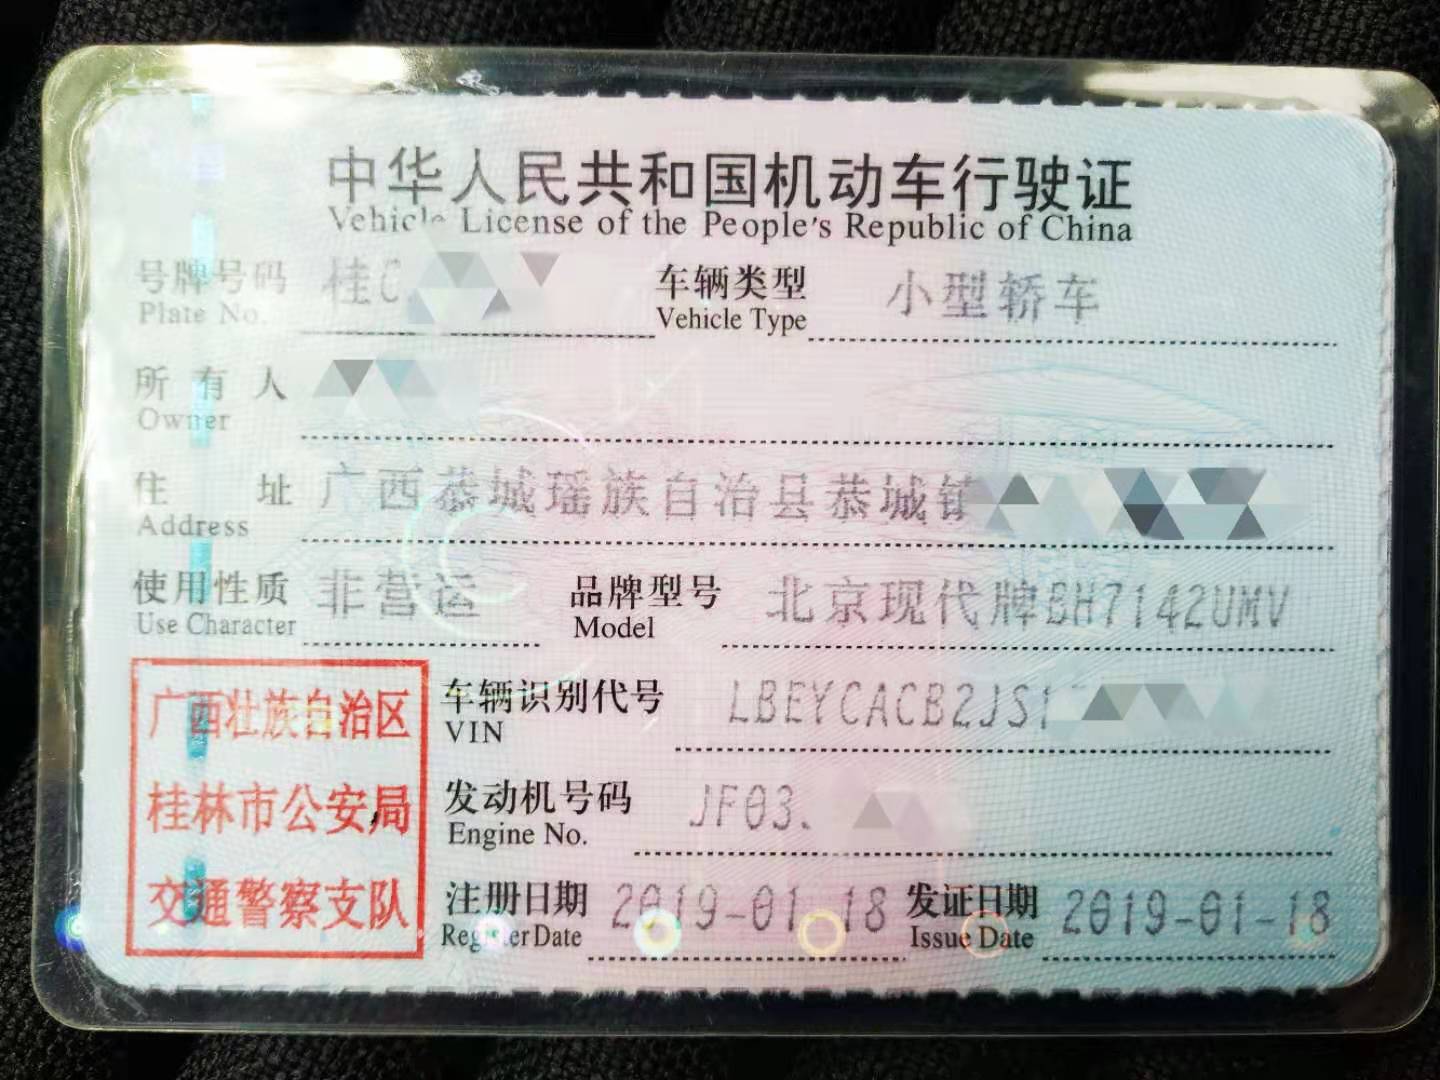 中华人民共和国机动车行驶证
Vehicle License of the People's Republic of China
号牌号码 桂C 车辆类型 小型轿车
Plate No. Vehicle Type
所有人
Owner
住址 广西恭城瑶族自治县恭城镇
Address
使用性质 非营运 品牌型号 北京现代牌BH7142UMV
Use Character Model
车辆识别代号 LBEYCACB2JS1
VIN
发动机号码 JF03
Engine No.
注册日期 2019-01-18 发证日期 2019-01-18
Register Date Issue Date
广西壮族自治区
桂林市公安局
交通警察支队